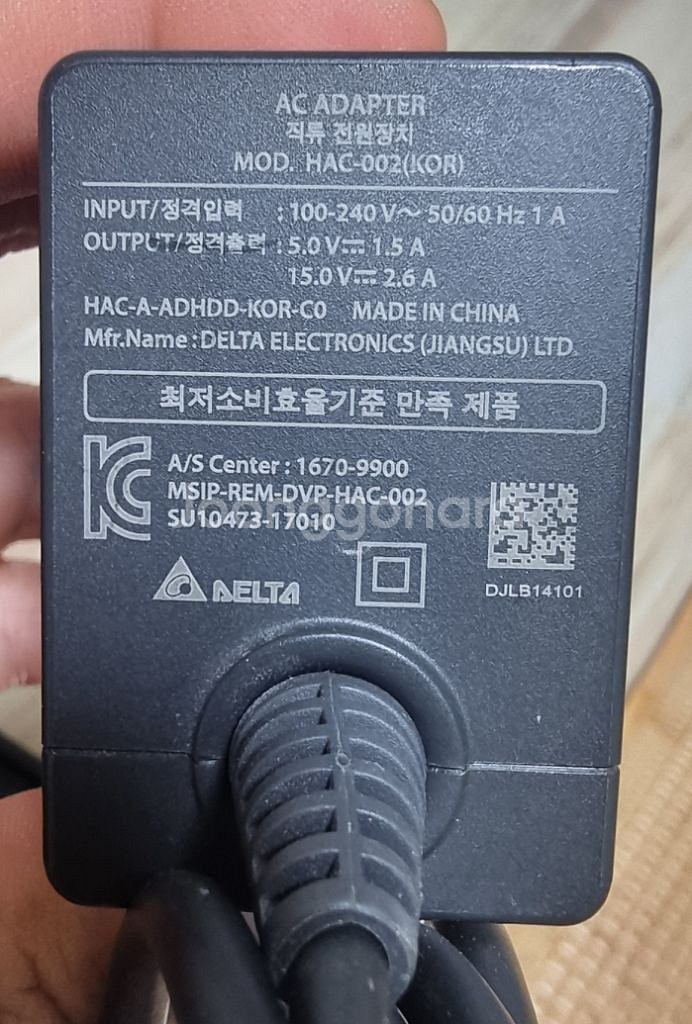 AC ADAPTER
직류 전원장치
MOD. HAC-002(KOR)
INPUT/정격입력 : 100-240 V～ 50/60 Hz 1 A
OUTPUT/정격출력 : 5.0 V⎓ 1.5 A
15.0 V⎓ 2.6 A
HAC-A-ADHDD-KOR-C0 MADE IN CHINA
Mfr.Name : DELTA ELECTRONICS (JIANGSU) LTD.
최저소비효율기준 만족 제품
A/S Center : 1670-9900
MSIP-REM-DVP-HAC-002
SU10473-17010
joonggonara
DELTA
DJLB14101